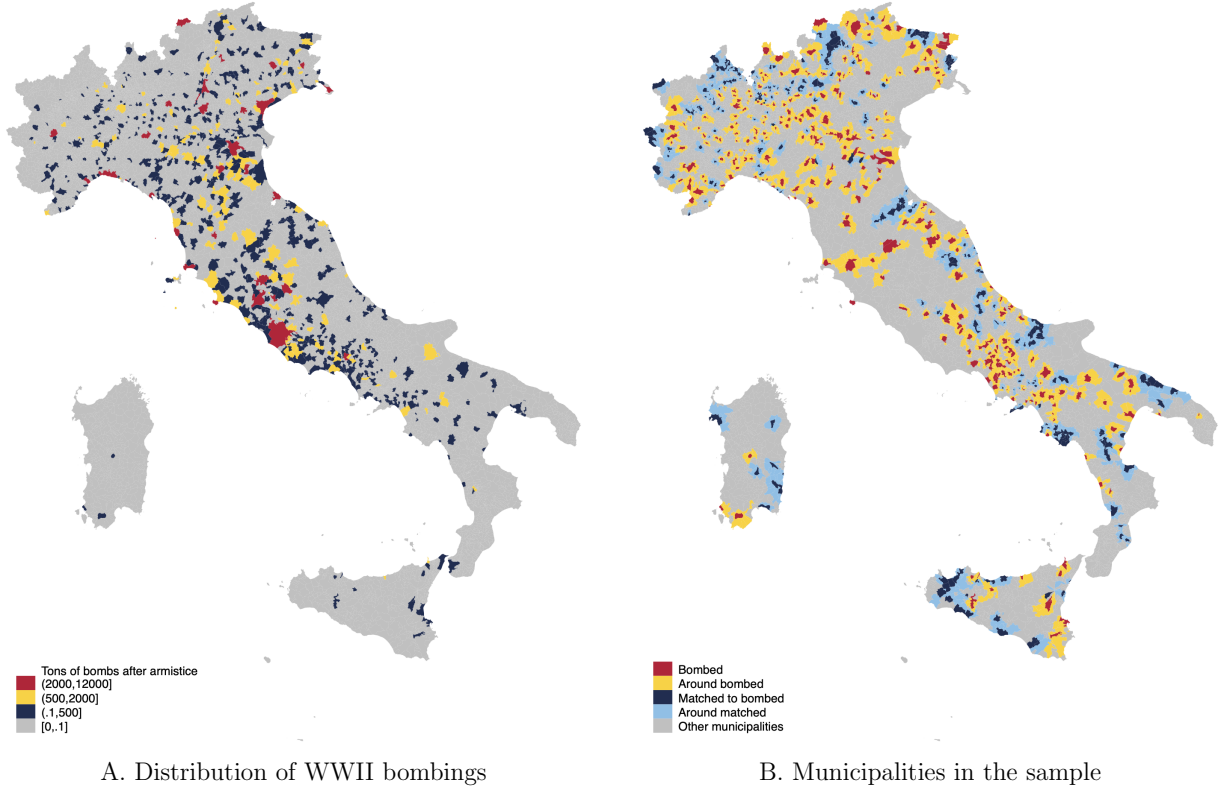 Tons of bombs after armistice
(2000,12000]
(500,2000]
(.1,500]
[0,.1]
Bombed
Around bombed
Matched to bombed
Around matched
Other municipalities
A. Distribution of WWII bombings
B. Municipalities in the sample